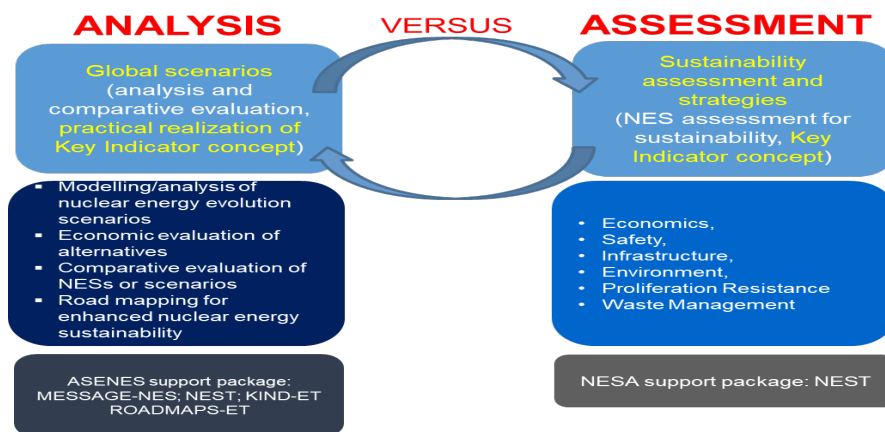 ANALYSIS
VERSUS
ASSESSMENT
Global scenarios
(analysis and
comparative evaluation,
practical realization of
Key Indicator concept)
Sustainability
assessment and
strategies
(NES assessment for
sustainability, Key
Indicator concept)
▪ Modelling/analysis of
nuclear energy evolution
scenarios
▪ Economic evaluation of
alternatives
▪ Comparative evaluation of
NESs or scenarios
▪ Road mapping for
enhanced nuclear energy
sustainability
• Economics,
• Safety,
• Infrastructure,
• Environment,
• Proliferation Resistance
• Waste Management
ASENES support package:
MESSAGE-NES; NEST; KIND-ET
ROADMAPS-ET
NESA support package: NEST